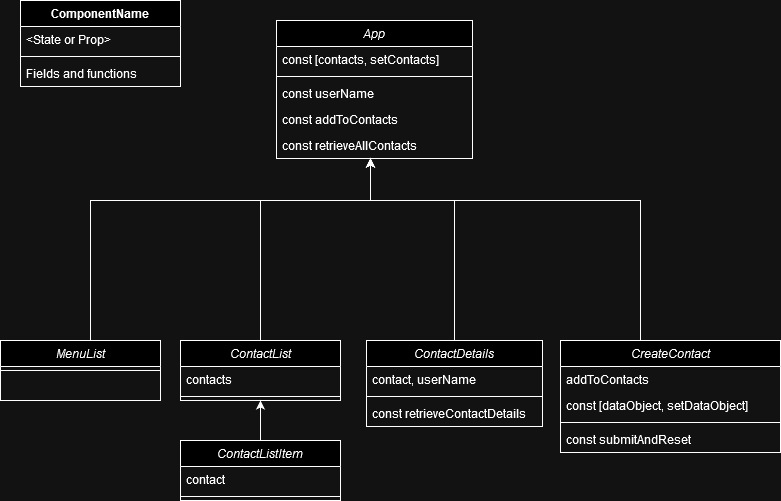 ComponentName
<State or Prop>
Fields and functions
App
const [contacts, setContacts]
const userName
const addToContacts
const retrieveAllContacts
MenuList
ContactList
contacts
ContactListItem
contact
ContactDetails
contact, userName
const retrieveContactDetails
CreateContact
addToContacts
const [dataObject, setDataObject]
const submitAndReset